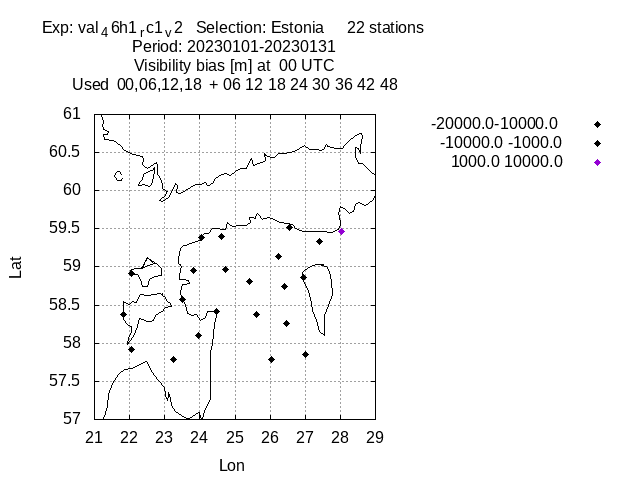 Exp: val₄6h1ᵣc1ᵥ2 Selection: Estonia 22 stations
Period: 20230101-20230131
Visibility bias [m] at 00 UTC
Used 00,06,12,18 + 06 12 18 24 30 36 42 48
-20000.0-10000.0
-10000.0 -1000.0
1000.0 10000.0
61
60.5
60
59.5
59
58.5
58
57.5
57
Lat
21 22 23 24 25 26 27 28 29
Lon